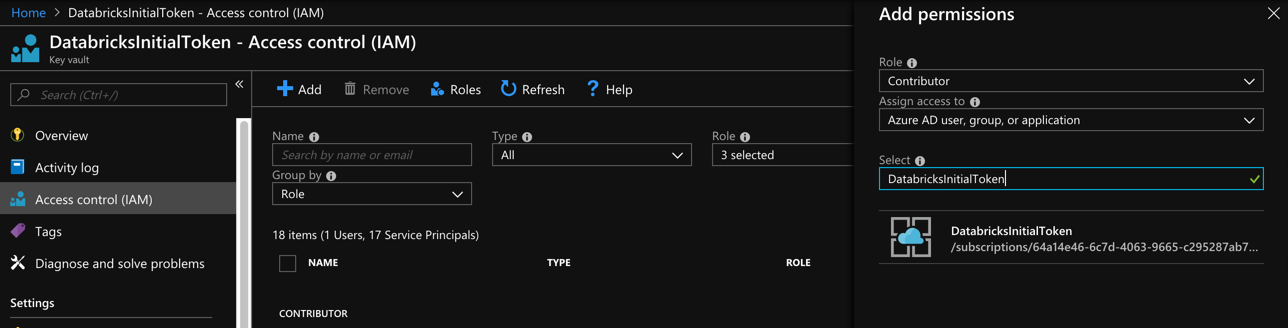 Home > DatabricksInitialToken - Access control (IAM)
DatabricksInitialToken - Access control (IAM)
Key vault
Search (Ctrl+/)
Overview
Activity log
Access control (IAM)
Tags
Diagnose and solve problems
Settings
Add Remove Roles Refresh Help
Name Type Role
Search by name or email All 3 selected
Group by
Role
18 items (1 Users, 17 Service Principals)
NAME TYPE ROLE
CONTRIBUTOR
Add permissions
Role
Contributor
Assign access to
Azure AD user, group, or application
Select
DatabricksInitialToken
DatabricksInitialToken
/subscriptions/64a14e46-6c7d-4063-9665-c295287ab7...